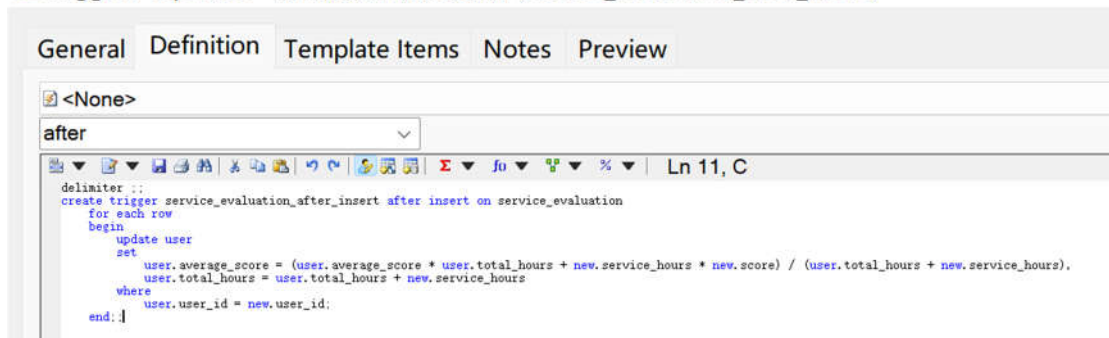 General Definition Template Items Notes Preview
<None>
after
Ln 11, C
delimiter ;;
create trigger service_evaluation_after_insert after insert on service_evaluation
for each row
begin
update user
set
user.average_score = (user.average_score * user.total_hours + new.service_hours * new.score) / (user.total_hours + new.service_hours),
user.total_hours = user.total_hours + new.service_hours
where
user.user_id = new.user_id;
end;;